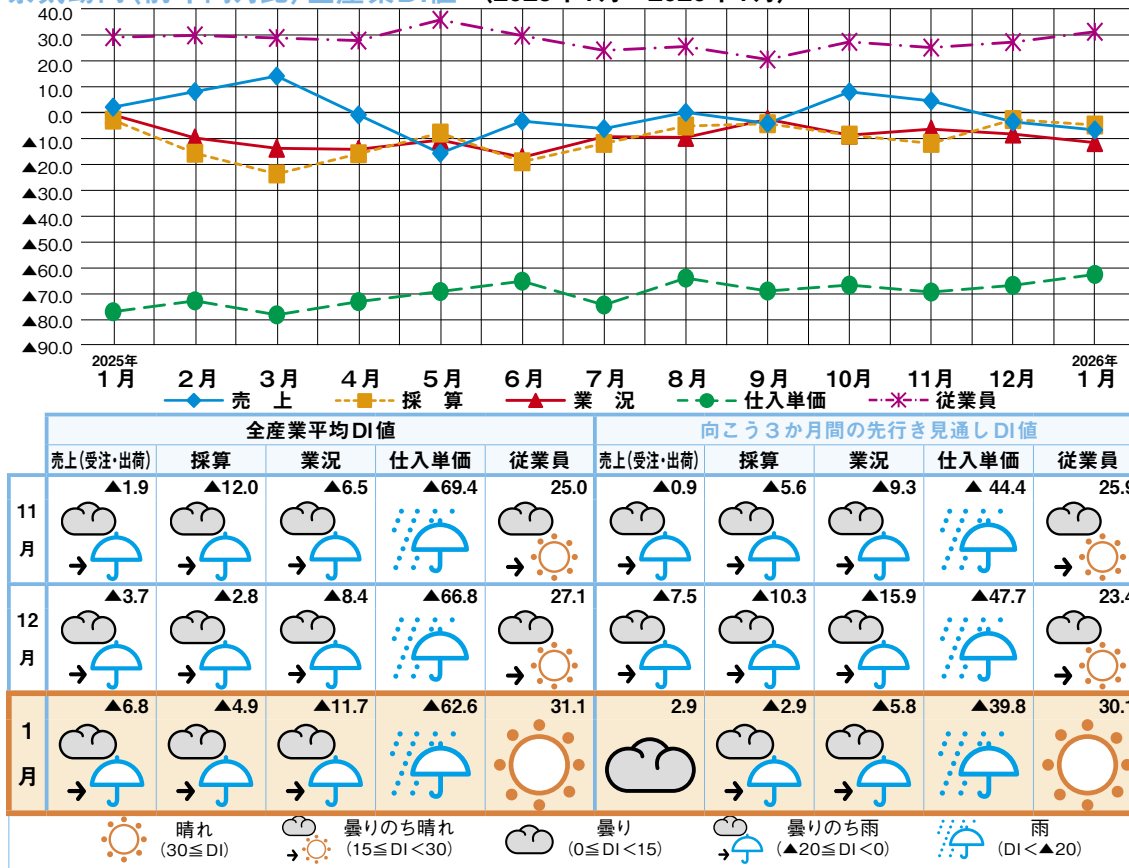 40.0
30.0
20.0
10.0
0.0
▲10.0
▲20.0
▲30.0
▲40.0
▲50.0
▲60.0
▲70.0
▲80.0
▲90.0
2025年 2026年
1月 2月 3月 4月 5月 6月 7月 8月 9月 10月 11月 12月 1月
売 上 採 算 業 況 仕入単価 従業員
全産業平均DI値 向こう3か月間の先行き見通しDI値
売上(受注・出荷) 採算 業況 仕入単価 従業員 売上(受注・出荷) 採算 業況 仕入単価 従業員
11月 ▲1.9 ▲12.0 ▲6.5 ▲69.4 25.0 ▲0.9 ▲5.6 ▲9.3 ▲44.4 25.9
12月 ▲3.7 ▲2.8 ▲8.4 ▲66.8 27.1 ▲7.5 ▲10.3 ▲15.9 ▲47.7 23.4
1月 ▲6.8 ▲4.9 ▲11.7 ▲62.6 31.1 2.9 ▲2.9 ▲5.8 ▲39.8 30.1
晴れ 曇りのち晴れ 曇り 曇りのち雨 雨
(30≦DI) (15≦DI<30) (0≦DI<15) (▲20≦DI<0) (DI<▲20)